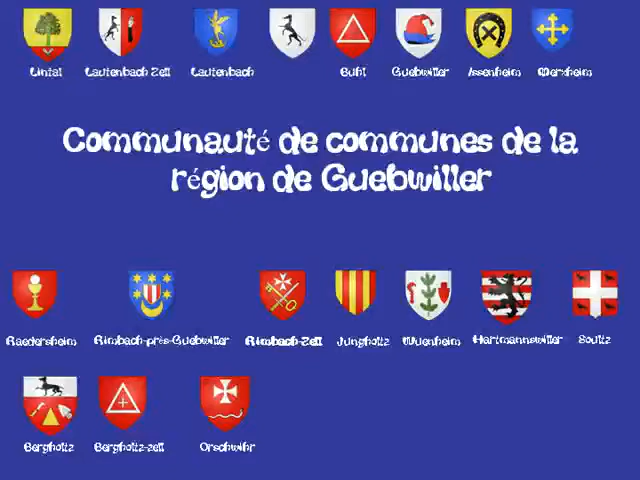 Lintal Lautenbach Zell Lautenbach Buhl Guebwiller Issenheim Merxheim
Communauté de communes de la
région de Guebwiller
Raedersheim Rimbach-près-Guebwiller Rimbach-Zell Jungholtz Wuenheim Hartmannswiller Soultz
Bergholtz Bergholtz-zell Orschwihr